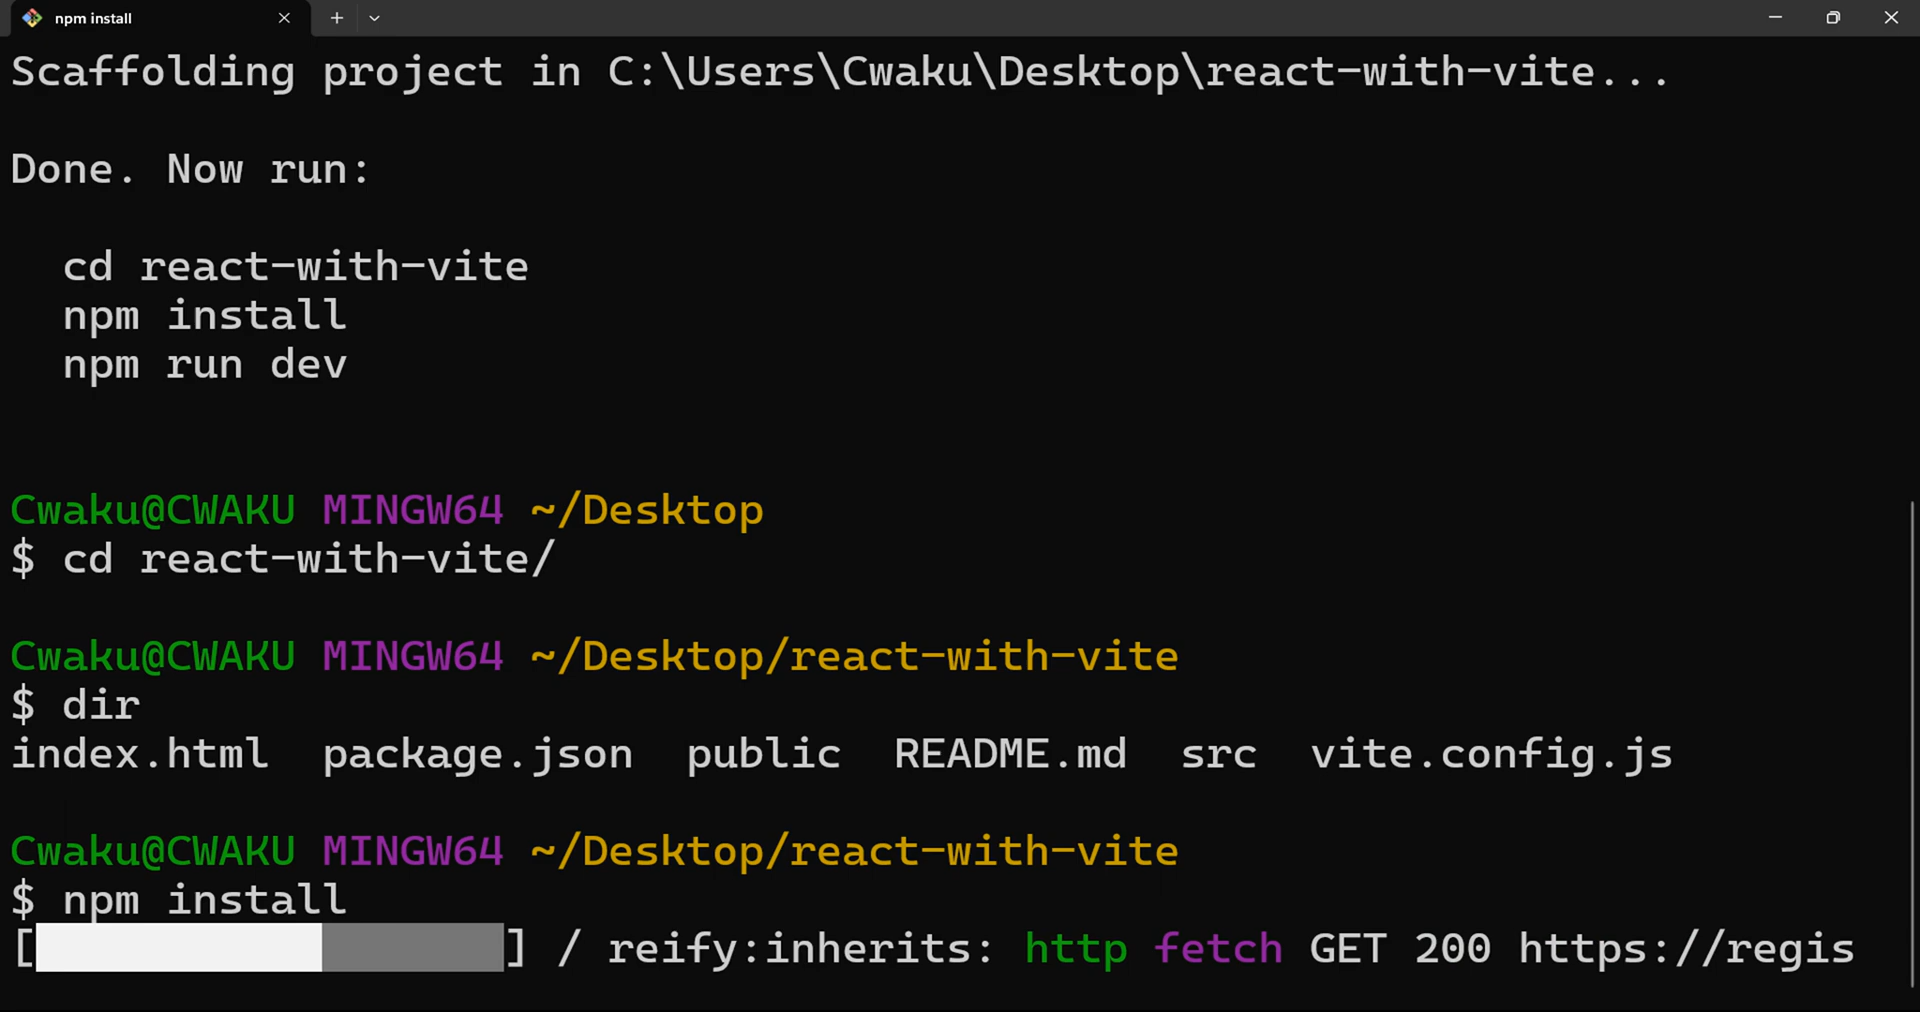 npm install
Scaffolding project in C:\Users\Cwaku\Desktop\react-with-vite...
Done. Now run:
cd react-with-vite
npm install
npm run dev
Cwaku@CWAKU MINGW64 ~/Desktop
$ cd react-with-vite/
Cwaku@CWAKU MINGW64 ~/Desktop/react-with-vite
$ dir
index.html package.json public README.md src vite.config.js
Cwaku@CWAKU MINGW64 ~/Desktop/react-with-vite
$ npm install
[ ] / reify:inherits: http fetch GET 200 https://regis